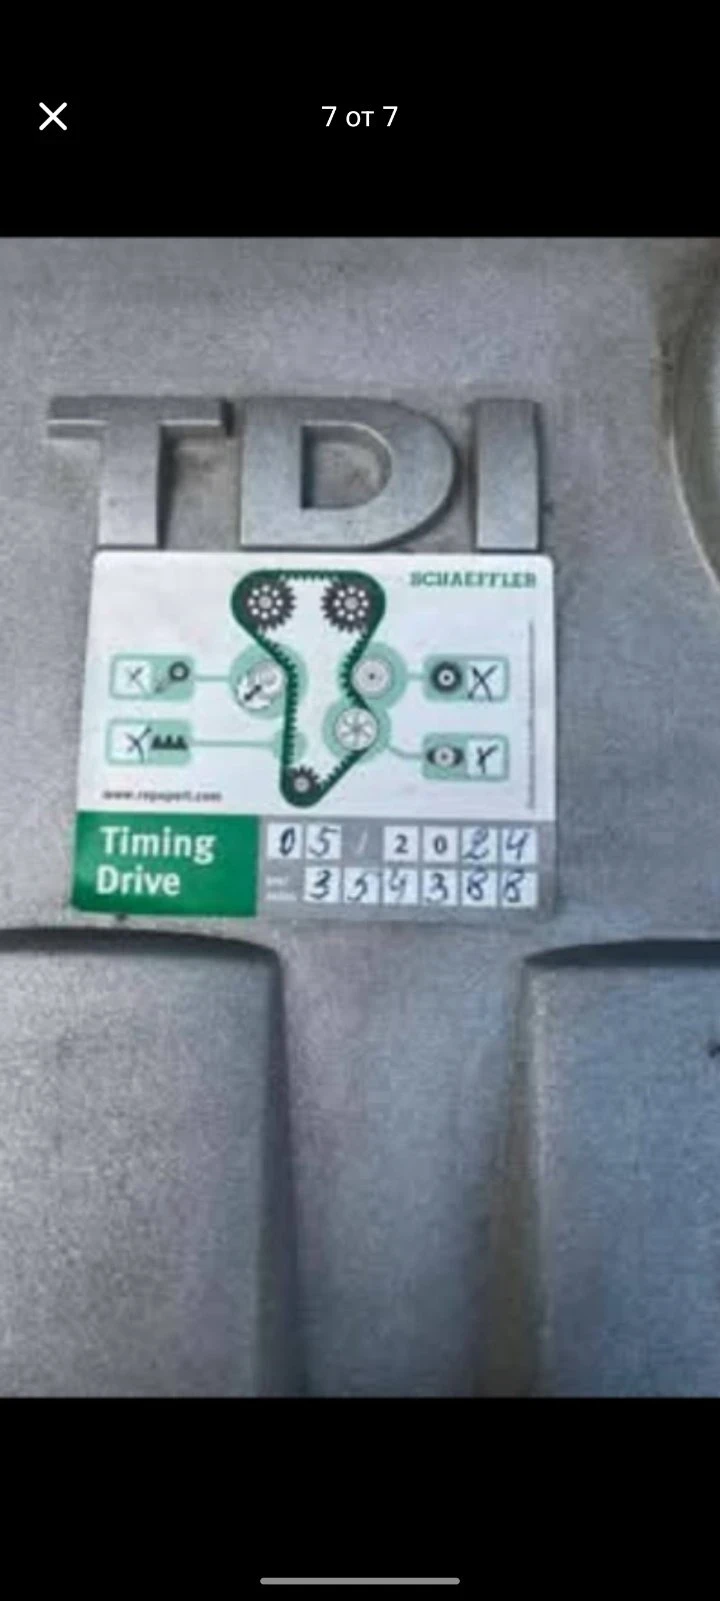 7 от 7
TDI
SCHAEFFLER
X
X
X
X
www.repxpert.com
Timing Drive
05 / 2024
354388